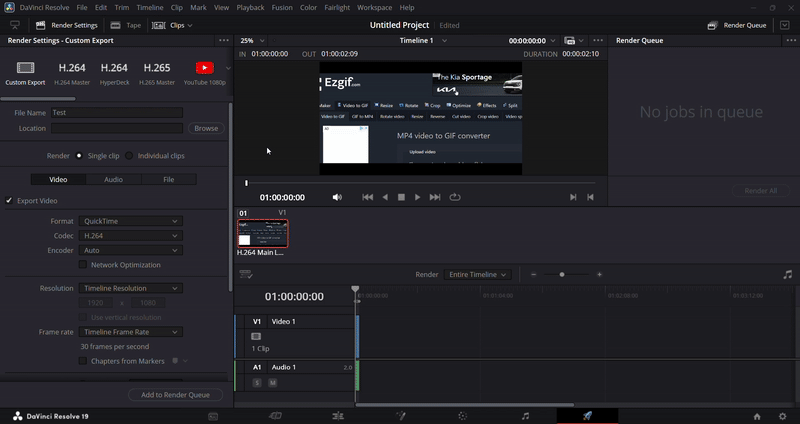 DaVinci Resolve File Edit Trim Timeline Clip Mark View Playback Fusion Color Fairlight Workspace Help
Render Settings Tape Clips Untitled Project Edited Render Queue
Render Settings - Custom Export
25% Timeline 1 00:00:00:00
Render Queue
IN 01:00:00:00 OUT 01:00:02:09 DURATION 00:00:02:10
H.264 H.264 H.265
Custom Export H.264 Master HyperDeck H.265 Master YouTube 1080p
File Name Test
Location Browse
Render Single clip Individual clips
Video Audio File
Export Video
Format QuickTime
Codec H.264
Encoder Auto
Network Optimization
Resolution Timeline Resolution
1920 x 1080
Use vertical resolution
Frame rate Timeline Frame Rate
30 frames per second
Chapters from Markers
Add to Render Queue
Ezgif
The Kia Sportage
Maker Video to GIF Resize Rotate Crop Optimize Effects Split
Video to GIF GIF to MP4 Rotate video Resize Reverse Cut video Crop video
MP4 video to GIF converter
Upload video
01:00:00:00
01 V1
H.264 Main L...
No jobs in queue
Render All
Render Entire Timeline
01:00:00:00
01:00:00:00 01:00:02:08 01:00:03:12
V1 Video 1
1 Clip
A1 Audio 1 2.0
S M
DaVinci Resolve 19